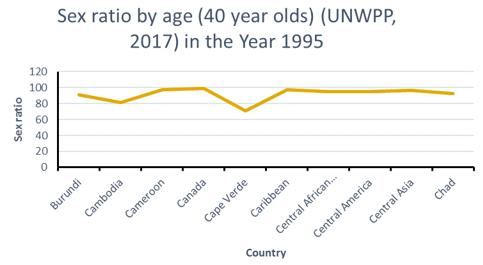 Sex ratio by age (40 year olds) (UNWPP,
2017) in the Year 1995
120
100
80
60
40
20
0
Sex ratio
Burundi
Cambodia
Cameroon
Canada
Cape Verde
Caribbean
Central African...
Central America
Central Asia
Chad
Country